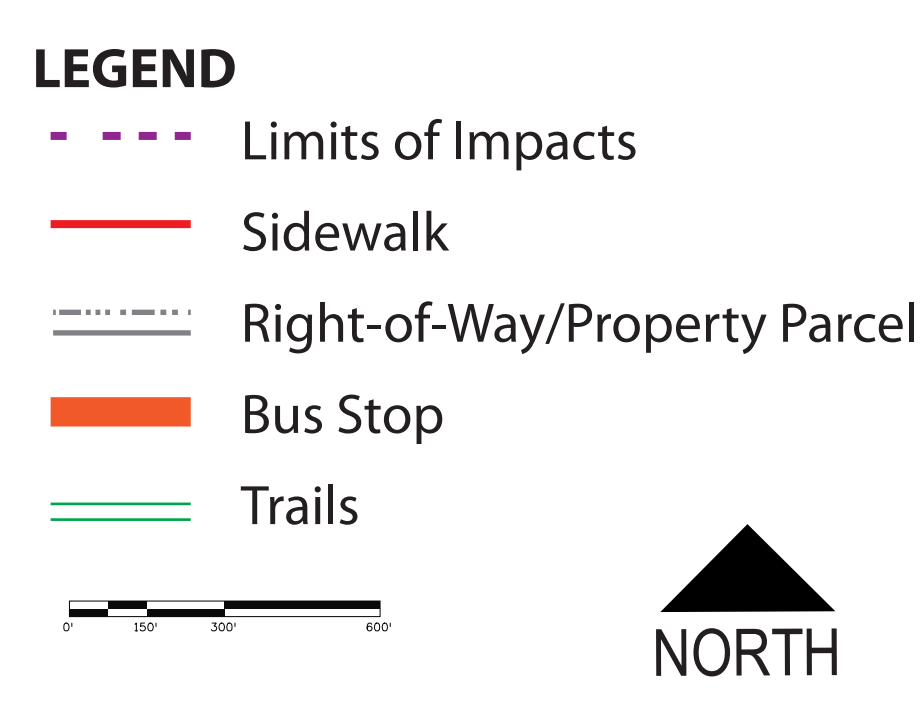 LEGEND
Limits of Impacts
Sidewalk
Right-of-Way/Property Parcel
Bus Stop
Trails
0' 150' 300' 600'
NORTH